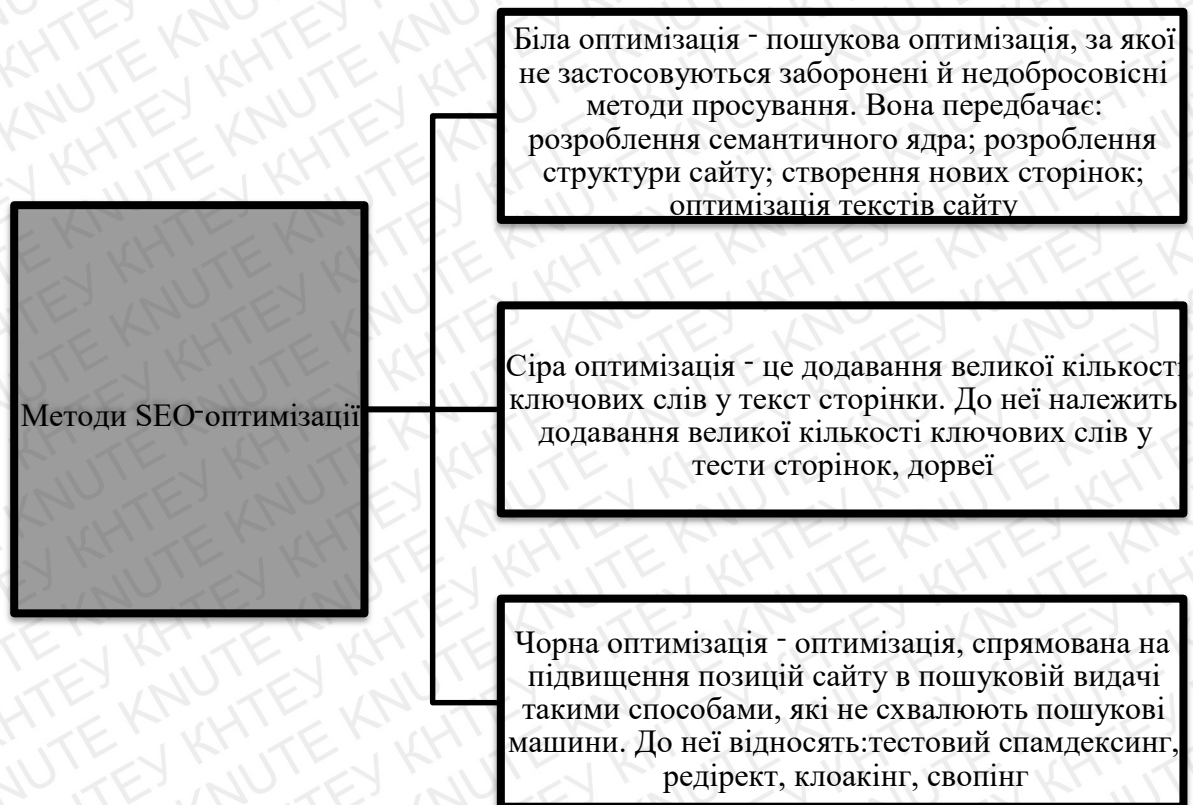 Біла оптимізація - пошукова оптимізація, за якої
не застосовуються заборонені й недобросовісні
методи просування. Вона передбачає:
розроблення семантичного ядра; розроблення
структури сайту; створення нових сторінок;
оптимізація текстів сайту
Методи SEO-оптимізації
Сіра оптимізація - це додавання великої кількості
ключових слів у текст сторінки. До неї належить
додавання великої кількості ключових слів у
тести сторінок, дорвеї
Чорна оптимізація - оптимізація, спрямована на
підвищення позицій сайту в пошуковій видачі
такими способами, які не схвалюють пошукові
машини. До неї відносять:тестовий спамдексинг,
редірект, клоакінг, свопінг